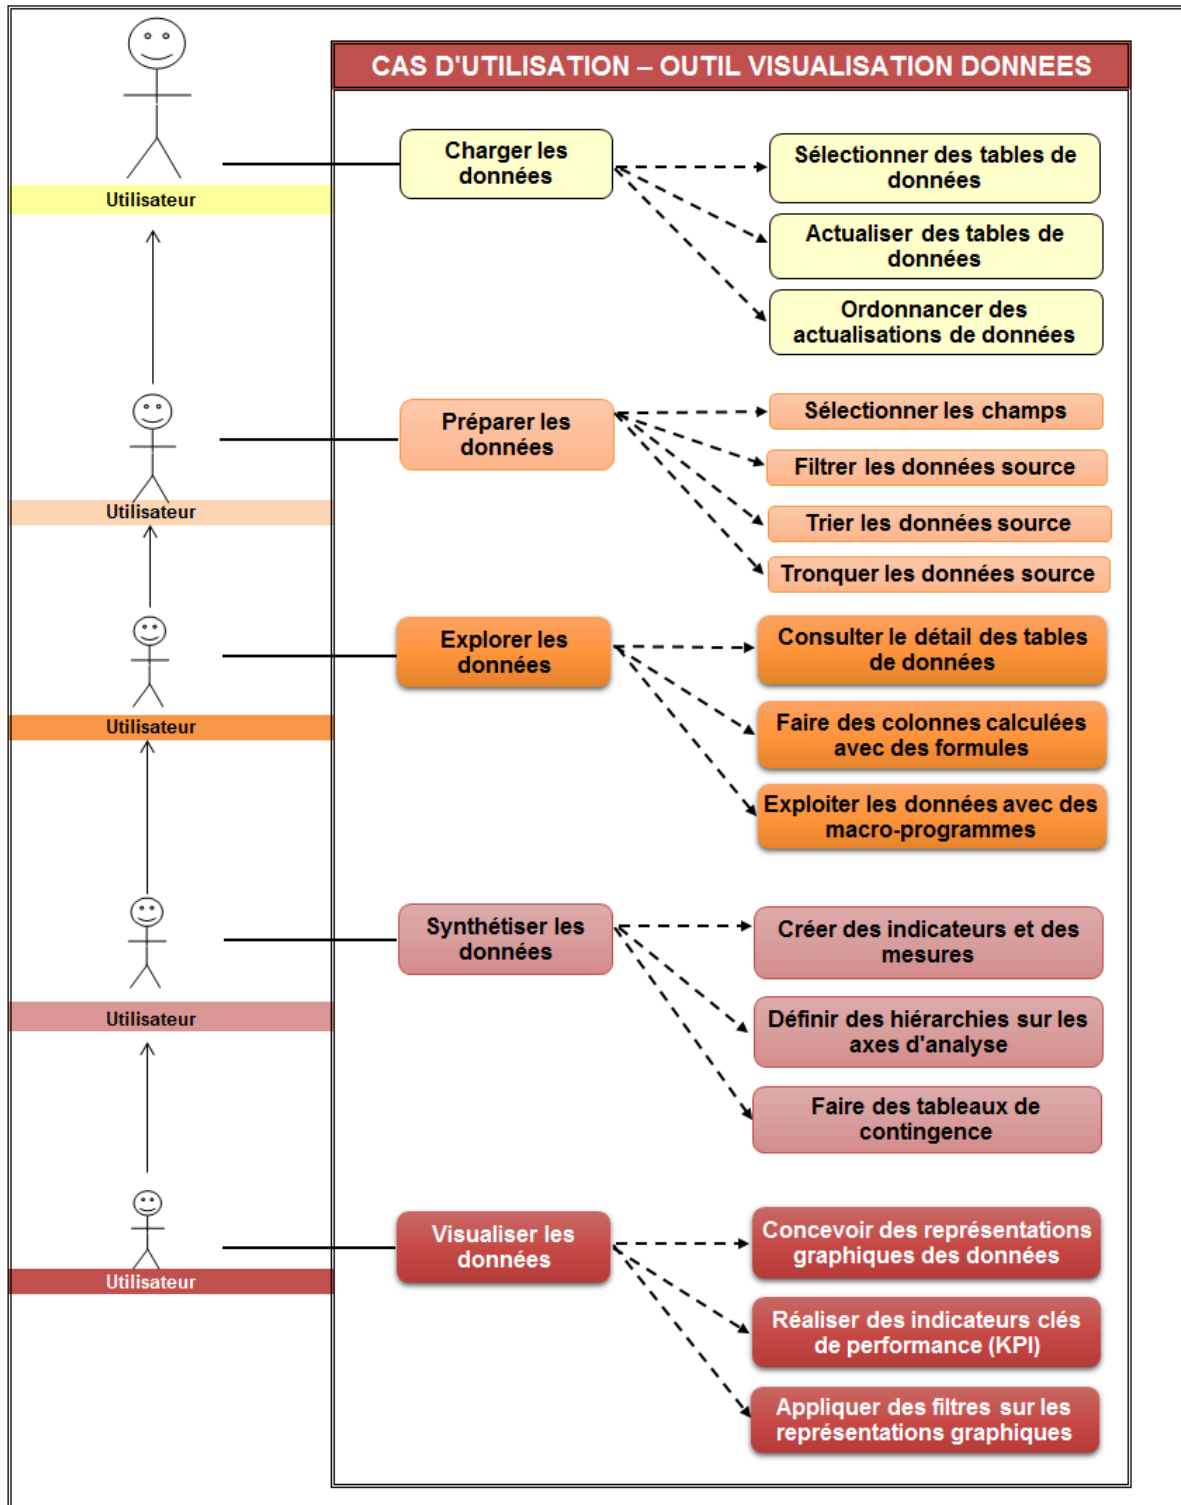 CAS D'UTILISATION – OUTIL VISUALISATION DONNEES
Charger les
données
Sélectionner des tables de
données
Utilisateur
Actualiser des tables de
données
Ordonnancer des
actualisations de données
Préparer les
données
Sélectionner les champs
Filtrer les données source
Utilisateur
Trier les données source
Tronquer les données source
Explorer les
données
Consulter le détail des tables
de données
Utilisateur
Faire des colonnes calculées
avec des formules
Exploiter les données avec des
macro-programmes
Synthétiser les
données
Créer des indicateurs et des
mesures
Utilisateur
Définir des hiérarchies sur les
axes d'analyse
Faire des tableaux de
contingence
Visualiser les
données
Concevoir des représentations
graphiques des données
Utilisateur
Réaliser des indicateurs clés
de performance (KPI)
Appliquer des filtres sur les
représentations graphiques